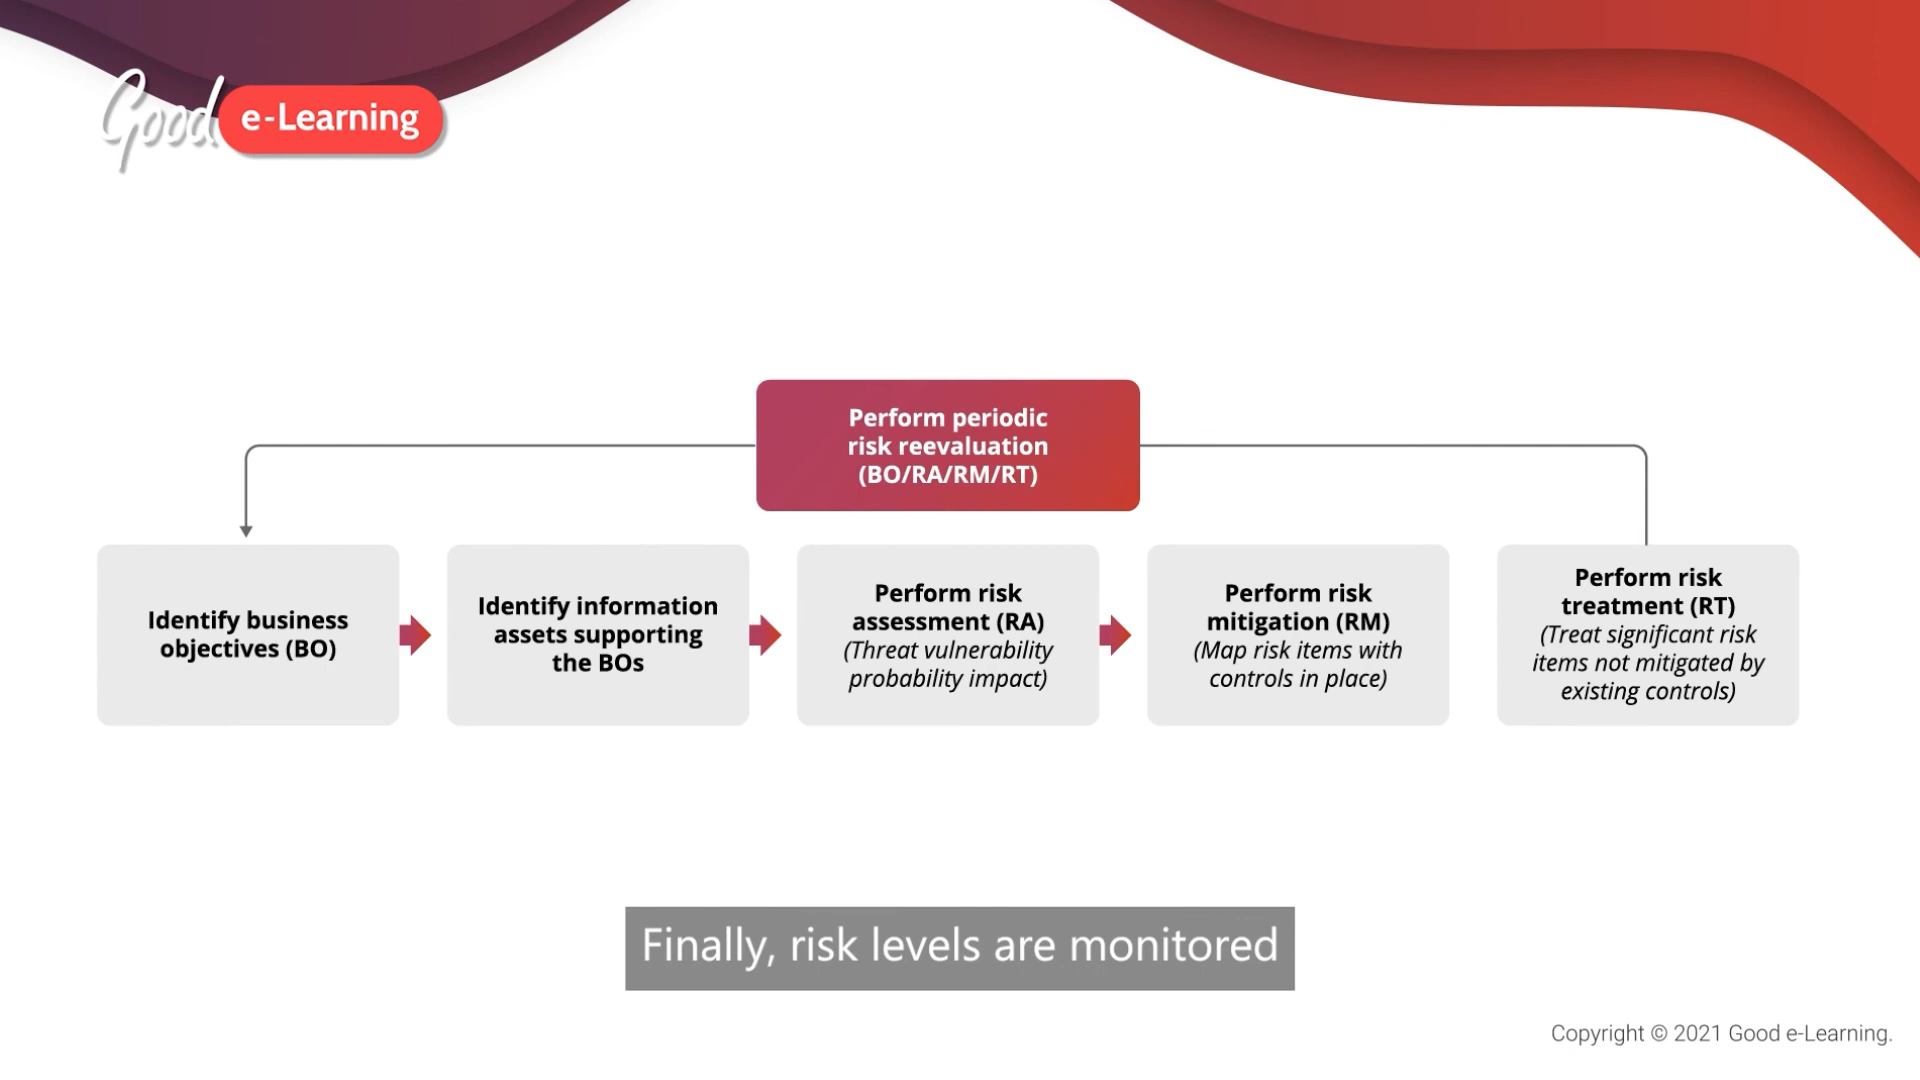 Good e-Learning
Perform periodic
risk reevaluation
(BO/RA/RM/RT)
Identify business
objectives (BO)
Identify information
assets supporting
the BOs
Perform risk
assessment (RA)
(Threat vulnerability
probability impact)
Perform risk
mitigation (RM)
(Map risk items with
controls in place)
Perform risk
treatment (RT)
(Treat significant risk
items not mitigated by
existing controls)
Finally, risk levels are monitored
Copyright © 2021 Good e-Learning.